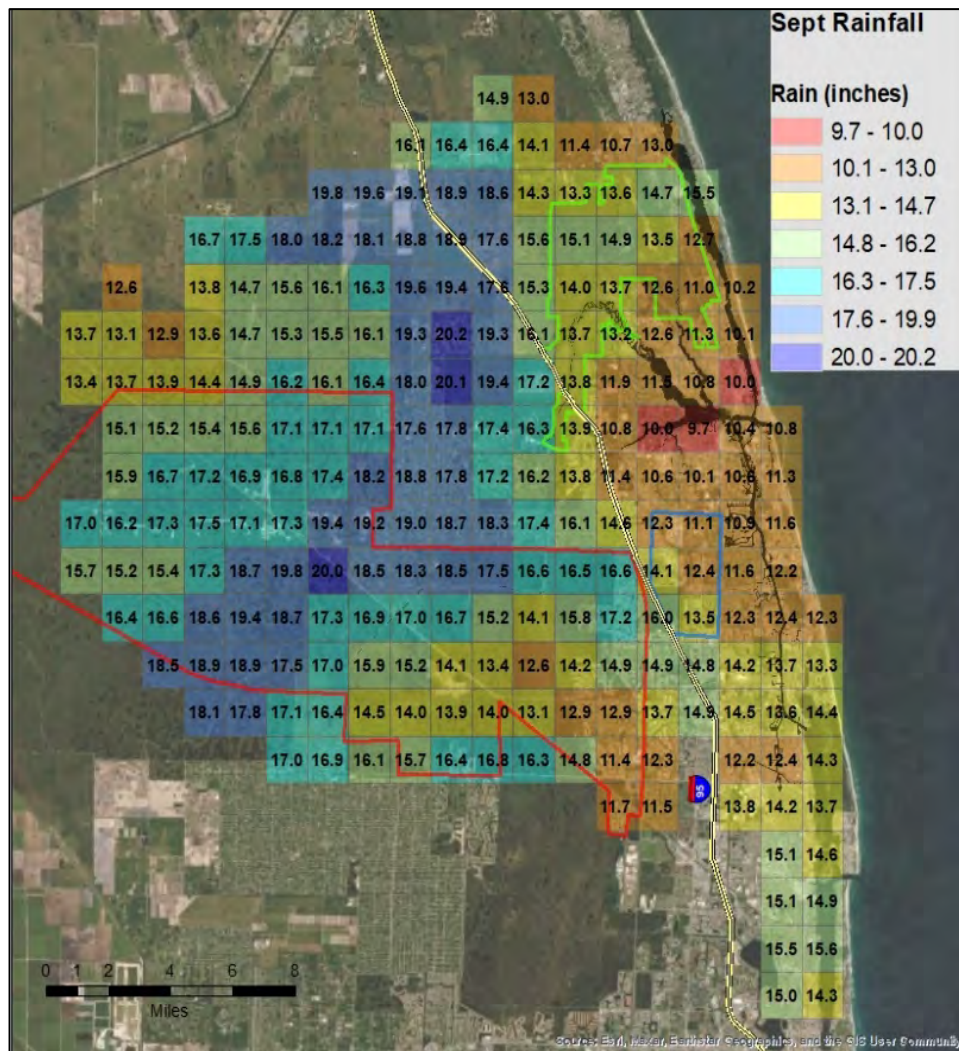 Sept Rainfall
Rain (inches)
9.7 - 10.0
10.1 - 13.0
13.1 - 14.7
14.8 - 16.2
16.3 - 17.5
17.6 - 19.9
20.0 - 20.2
14.9 13.0
16.1 16.4 16.4 14.1 11.4 10.7 13.0
19.8 19.6 19.1 18.9 18.6 14.3 13.3 13.6 14.7 15.5
16.7 17.5 18.0 18.2 18.1 18.8 18.9 17.6 15.6 15.1 14.9 13.5 12.7
12.6 13.8 14.7 15.6 16.1 16.3 19.6 19.4 17.6 15.3 14.0 13.7 12.6 11.0 10.2
13.7 13.1 12.9 13.6 14.7 15.3 15.5 16.1 19.3 20.2 19.3 16.1 13.7 13.2 12.6 11.3 10.1
13.4 13.7 13.9 14.4 14.9 16.2 16.1 16.4 18.0 20.1 19.4 17.2 13.8 11.9 11.5 10.8 10.0
15.1 15.2 15.4 15.6 17.1 17.1 17.1 17.6 17.8 17.4 16.3 13.9 10.8 10.0 9.7 10.4 10.8
15.9 16.7 17.2 16.9 16.8 17.4 18.2 18.8 17.8 17.2 16.2 13.8 11.4 10.6 10.1 10.6 11.3
17.0 16.2 17.3 17.5 17.1 17.3 19.4 19.2 19.0 18.7 18.3 17.4 16.1 14.6 12.3 11.1 10.9 11.6
15.7 15.2 15.4 17.3 18.7 19.8 20.0 18.5 18.3 18.5 17.5 16.6 16.5 16.6 14.1 12.4 11.6 12.2
16.4 16.6 18.6 19.4 18.7 17.3 16.9 17.0 16.7 15.2 14.1 15.8 17.2 16.0 13.5 12.3 12.4 12.3
18.5 18.9 18.9 17.5 17.0 15.9 15.2 14.1 13.4 12.6 14.2 14.9 14.9 14.8 14.2 13.7 13.3
18.1 17.8 17.1 16.4 14.5 14.0 13.9 14.0 13.1 12.9 12.9 13.7 14.9 14.5 13.6 14.4
17.0 16.9 16.1 15.7 16.4 16.8 16.3 14.8 11.4 12.3 12.2 12.4 14.3
11.7 11.5 95 13.8 14.2 13.7
15.1 14.6
15.1 14.9
15.5 15.6
15.0 14.3
0 2 4 6 8
Miles
Source: Esri, Maxar, Earthstar Geographics, and the GIS User Community